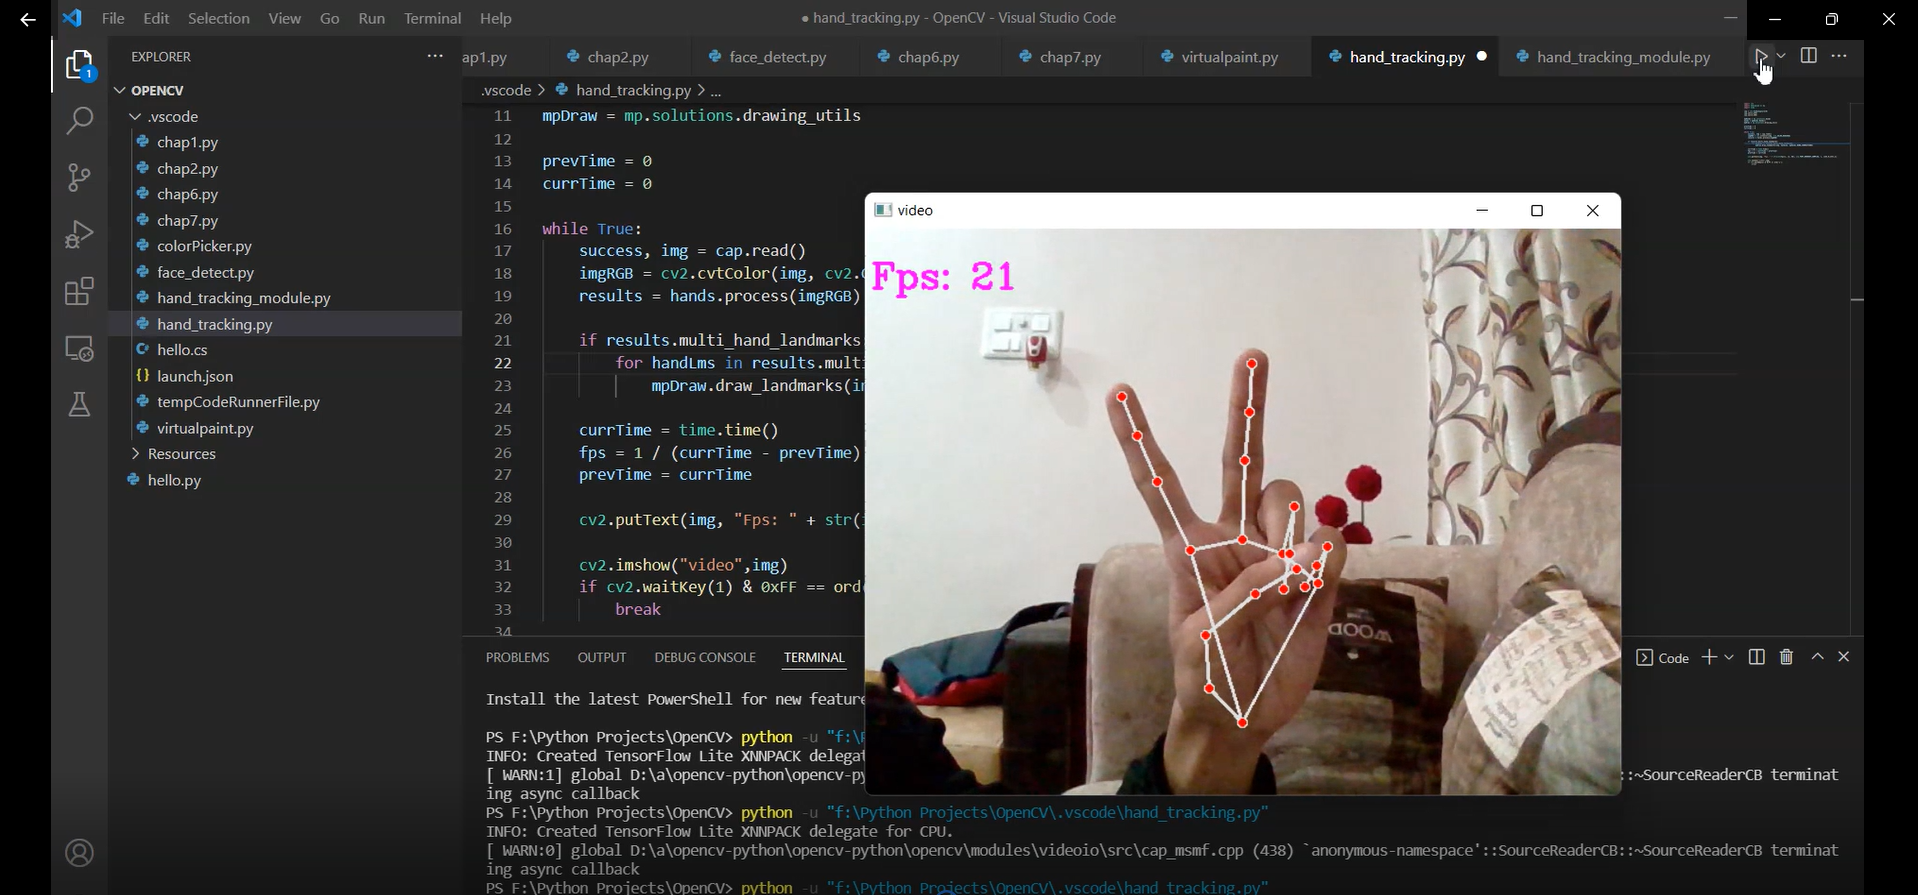 File Edit Selection View Go Run Terminal Help
● hand_tracking.py - OpenCV - Visual Studio Code
EXPLORER
ap1.py chap2.py face_detect.py chap6.py chap7.py virtualpaint.py hand_tracking.py ● hand_tracking_module.py
1
OPENCV
.vscode
chap1.py
chap2.py
chap6.py
chap7.py
colorPicker.py
face_detect.py
hand_tracking_module.py
hand_tracking.py
hello.cs
launch.json
tempCodeRunnerFile.py
virtualpaint.py
Resources
hello.py
.vscode > hand_tracking.py > ...
11 mpDraw = mp.solutions.drawing_utils
12
13 prevTime = 0
14 currTime = 0
15
16 while True:
17 success, img = cap.read()
18 imgRGB = cv2.cvtColor(img, cv2.
19 results = hands.process(imgRGB)
20
21 if results.multi_hand_landmarks
22 for handLms in results.mult
23 mpDraw.draw_landmarks(i
24
25 currTime = time.time()
26 fps = 1 / (currTime - prevTime)
27 prevTime = currTime
28
29 cv2.putText(img, "Fps: " + str(
30
31 cv2.imshow("video",img)
32 if cv2.waitKey(1) & 0xFF == ord
33 break
34
video
Fps: 21
WOOD
PROBLEMS OUTPUT DEBUG CONSOLE TERMINAL
Code
Install the latest PowerShell for new feature
PS F:\Python Projects\OpenCV> python -u "f:\
INFO: Created TensorFlow Lite XNNPACK delegat
[ WARN:1] global D:\a\opencv-python\opencv-py ::~SourceReaderCB terminat
ing async callback
PS F:\Python Projects\OpenCV> python -u "f:\Python Projects\OpenCV\.vscode\hand_tracking.py"
INFO: Created TensorFlow Lite XNNPACK delegate for CPU.
[ WARN:0] global D:\a\opencv-python\opencv-python\opencv\modules\videoio\src\cap_msmf.cpp (438) `anonymous-namespace'::SourceReaderCB::~SourceReaderCB terminat
ing async callback
PS F:\Python Projects\OpenCV> python -u "f:\Python Projects\OpenCV\.vscode\hand_tracking.py"